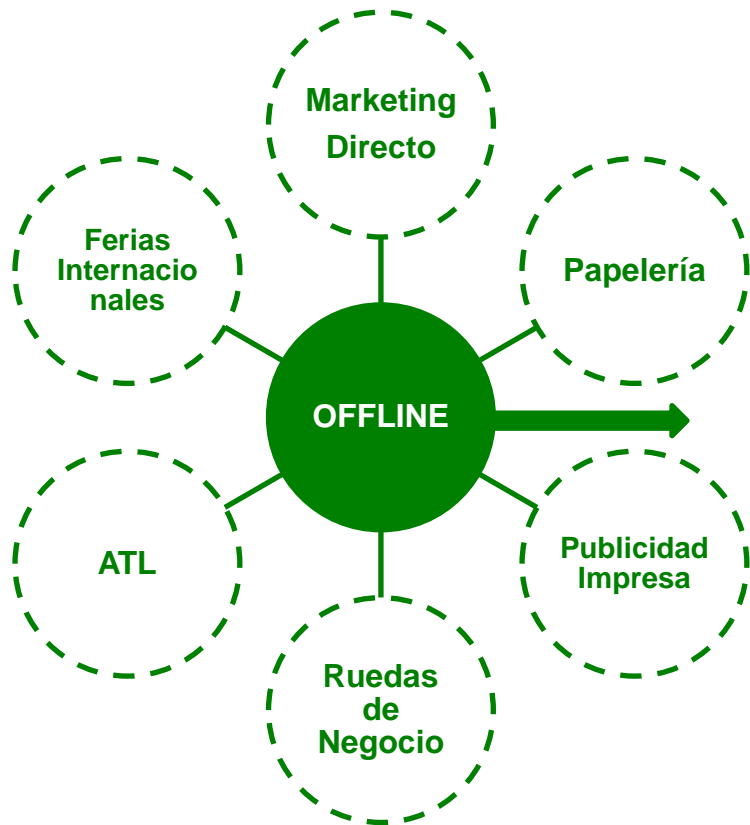 Marketing
Directo
Ferias
Internacio
nales
Papelería
OFFLINE
ATL
Publicidad
Impresa
Ruedas
de
Negocio